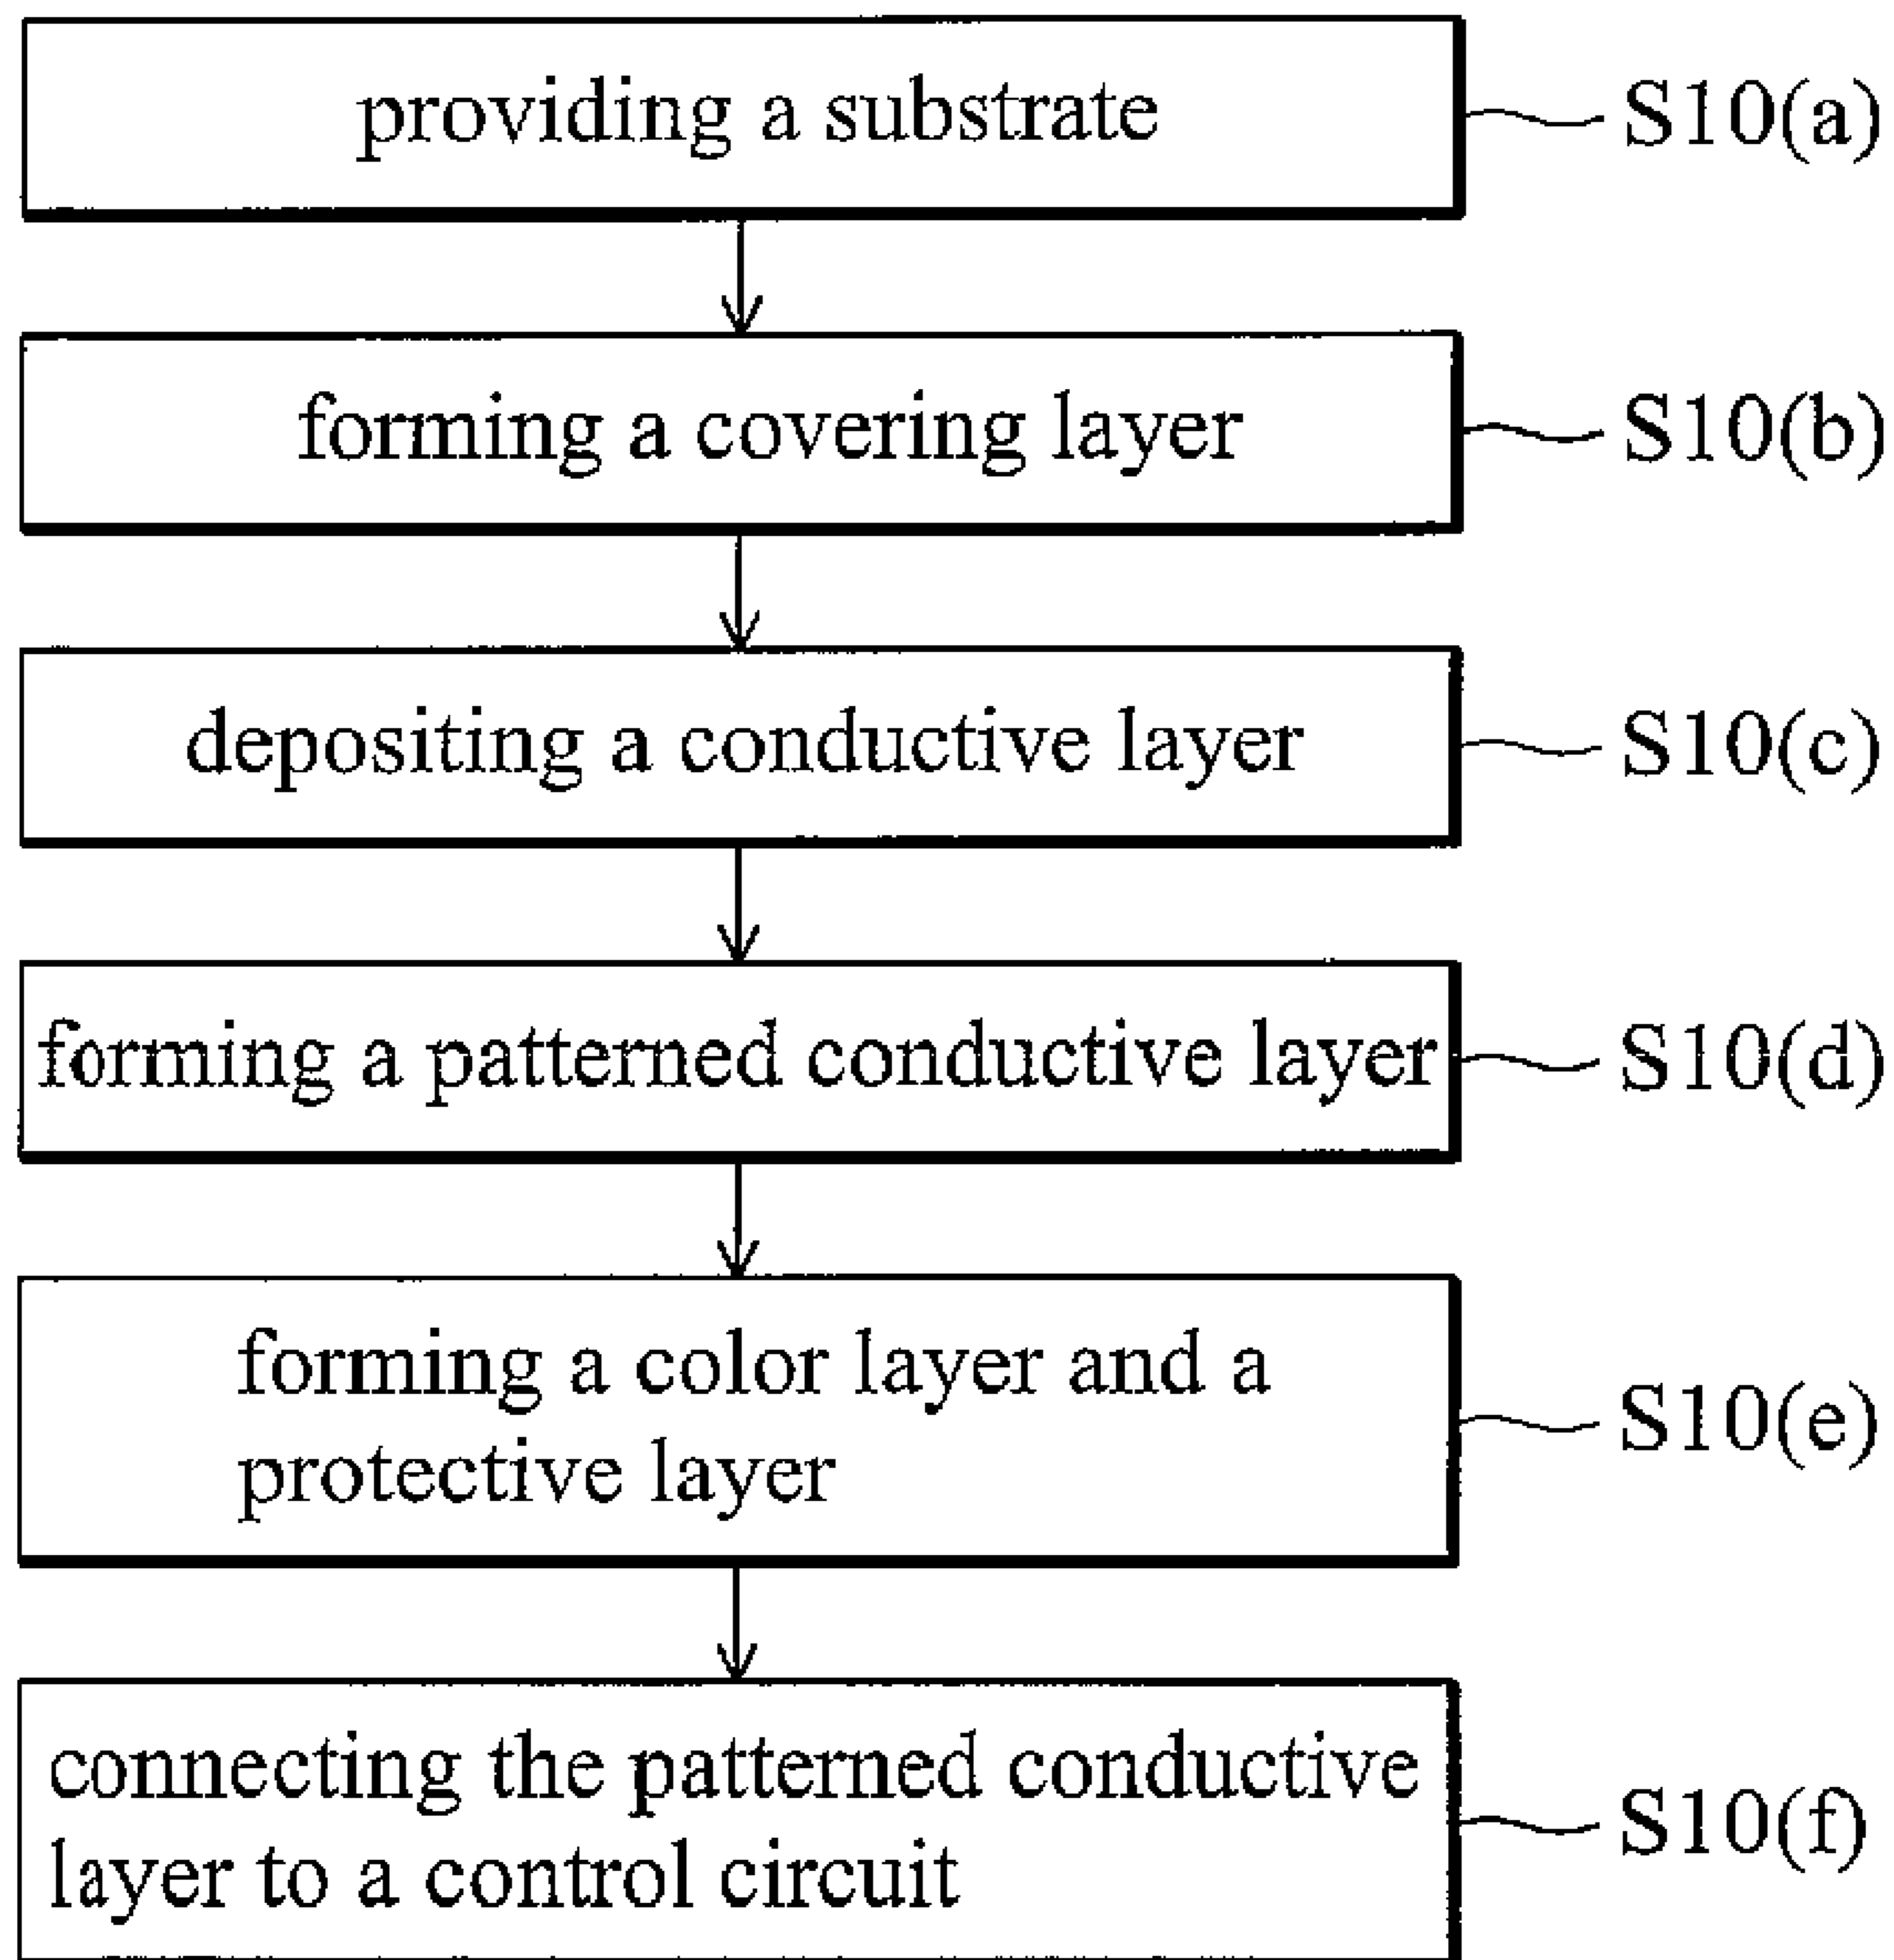 providing a substrate
S10(a)
forming a covering layer
S10(b)
depositing a conductive layer
S10(c)
forming a patterned conductive layer
S10(d)
forming a color layer and a
protective layer
S10(e)
connecting the patterned conductive
layer to a control circuit
S10(f)